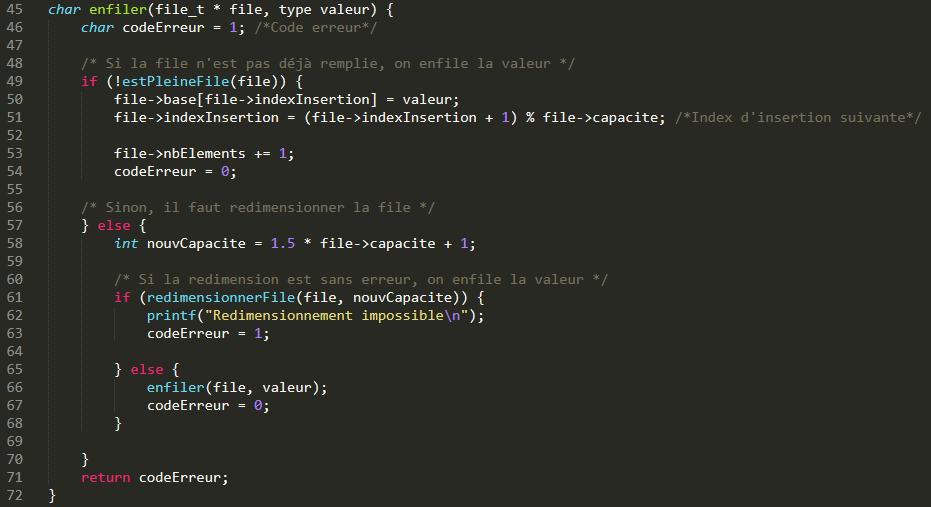 45 char enfiler(file_t * file, type valeur) {
46 char codeErreur = 1; /*Code erreur*/
47
48 /* Si la file n'est pas déjà remplie, on enfile la valeur */
49 if (!estPleineFile(file)) {
50 file->base[file->indexInsertion] = valeur;
51 file->indexInsertion = (file->indexInsertion + 1) % file->capacite; /*Index d'insertion suivante*/
52
53 file->nbElements += 1;
54 codeErreur = 0;
55
56 /* Sinon, il faut redimensionner la file */
57 } else {
58 int nouvCapacite = 1.5 * file->capacite + 1;
59
60 /* Si la redimension est sans erreur, on enfile la valeur */
61 if (redimensionnerFile(file, nouvCapacite)) {
62 printf("Redimensionnement impossible\n");
63 codeErreur = 1;
64
65 } else {
66 enfiler(file, valeur);
67 codeErreur = 0;
68 }
69
70 }
71 return codeErreur;
72 }